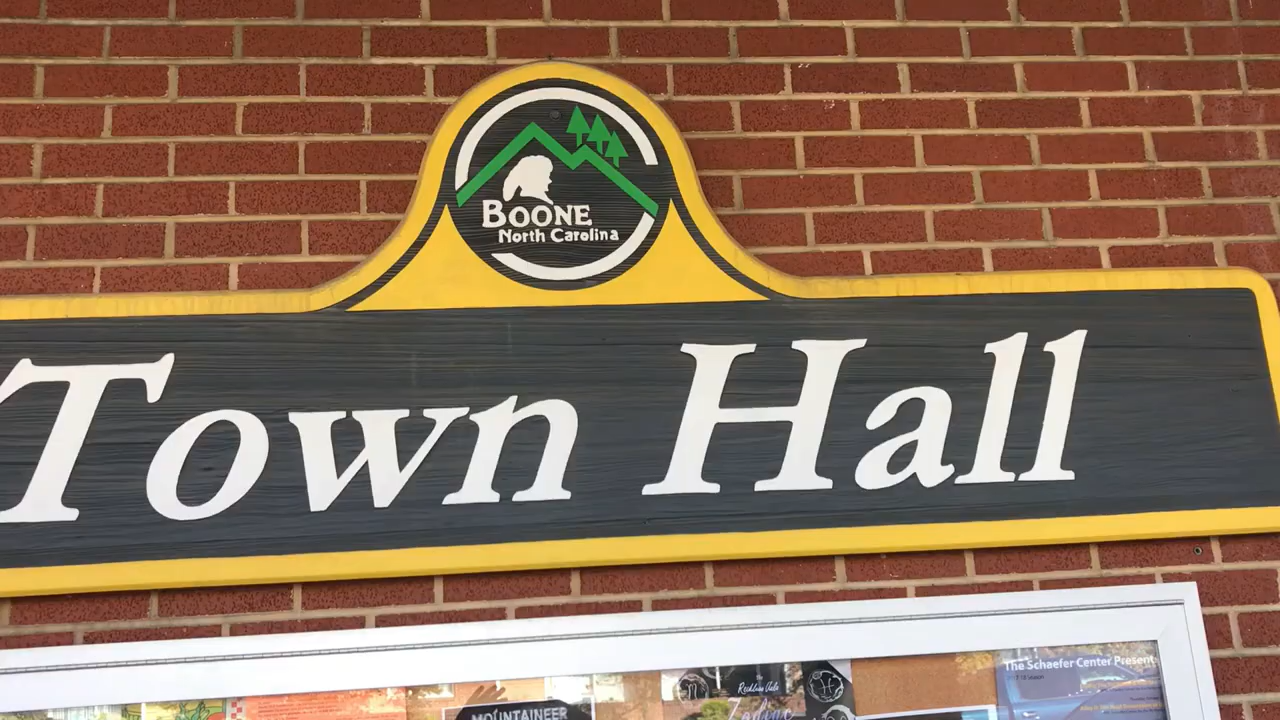 BOONE
North Carolina
Town Hall
The Schaefer Center Present
MOUNTAINEER